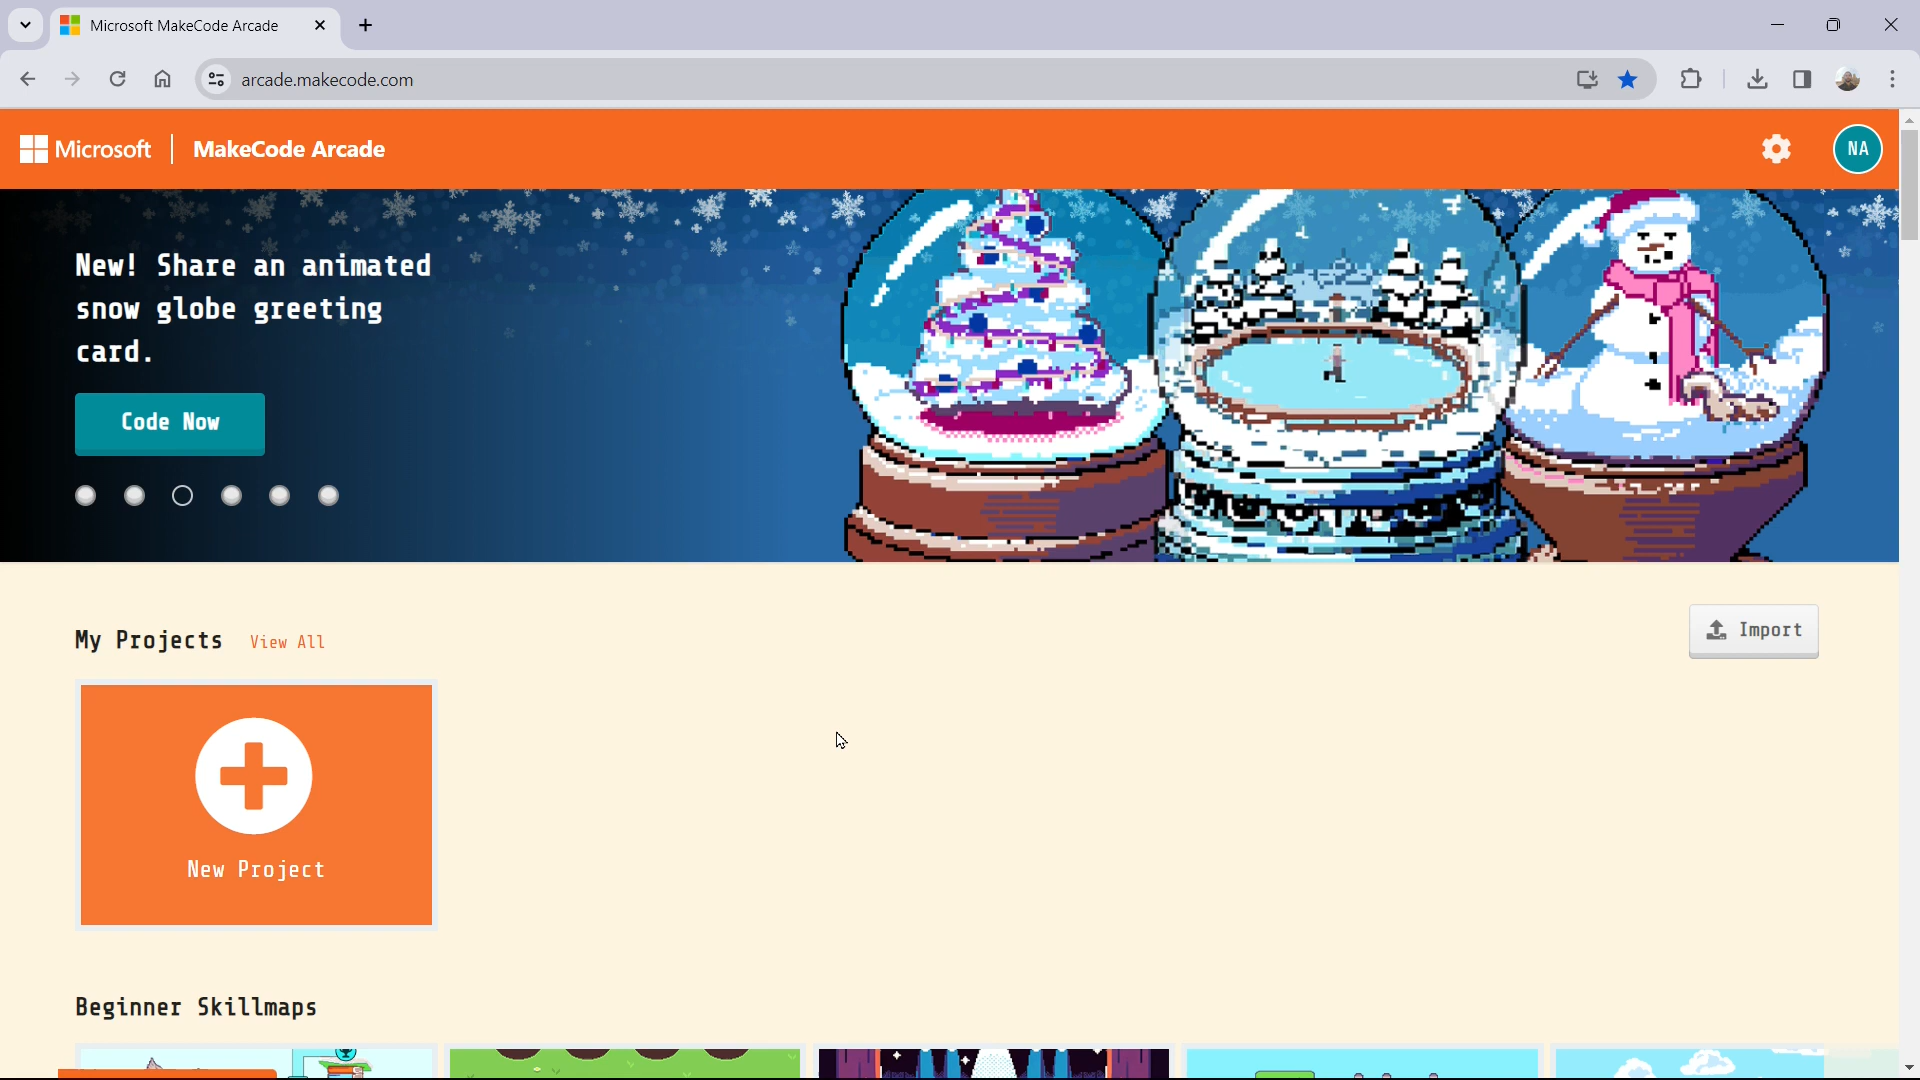 Microsoft MakeCode Arcade
arcade.makecode.com
Microsoft | MakeCode Arcade
NA
New! Share an animated
snow globe greeting
card.
Code Now
My Projects View All
Import
New Project
Beginner Skillmaps